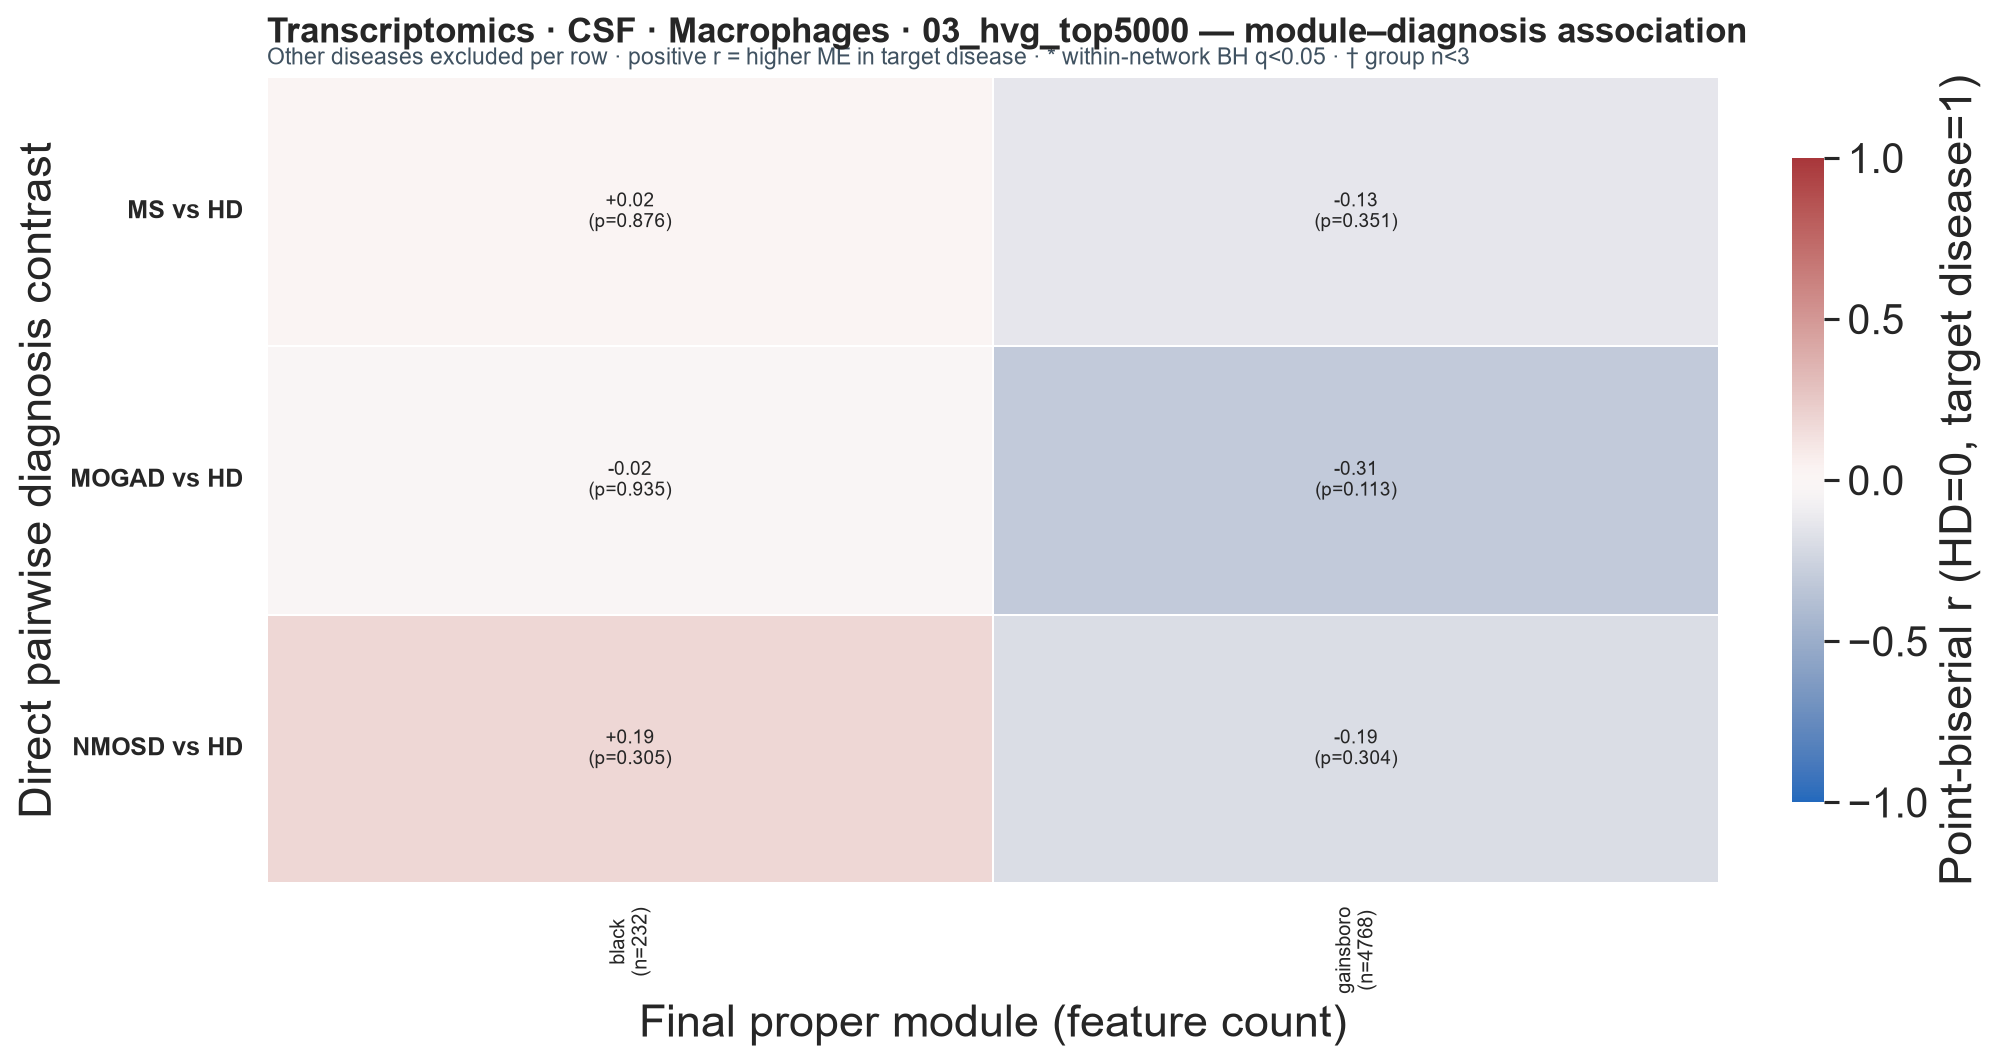 Transcriptomics · CSF · Macrophages · 03_hvg_top5000 — module–diagnosis association
Other diseases excluded per row · positive r = higher ME in target disease · * within-network BH q<0.05 · † group n<3
Direct pairwise diagnosis contrast
MS vs HD
+0.02
(p=0.876)
-0.13
(p=0.351)
MOGAD vs HD
-0.02
(p=0.935)
-0.31
(p=0.113)
NMOSD vs HD
+0.19
(p=0.305)
-0.19
(p=0.304)
black
(n=232)
gainsboro
(n=4768)
Final proper module (feature count)
1.0
0.5
0.0
−0.5
−1.0
Point-biserial r (HD=0, target disease=1)